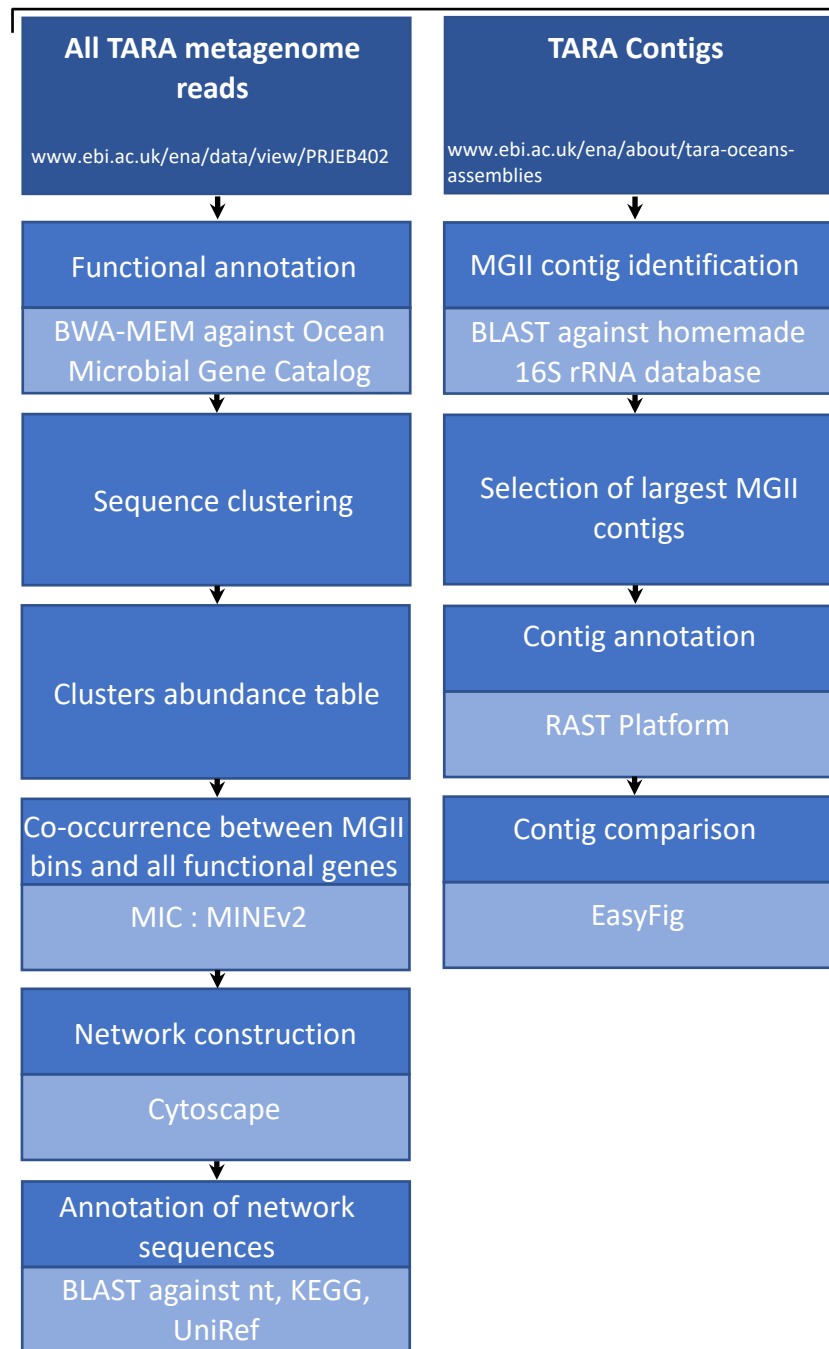 All TARA metagenome
reads
www.ebi.ac.uk/ena/data/view/PRJEB402
Functional annotation
BWA-MEM against Ocean
Microbial Gene Catalog
Sequence clustering
Clusters abundance table
Co-occurrence between MGII
bins and all functional genes
MIC : MINEv2
Network construction
Cytoscape
Annotation of network
sequences
BLAST against nt, KEGG,
UniRef
TARA Contigs
www.ebi.ac.uk/ena/about/tara-oceans-
assemblies
MGII contig identification
BLAST against homemade
16S rRNA database
Selection of largest MGII
contigs
Contig annotation
RAST Platform
Contig comparison
EasyFig